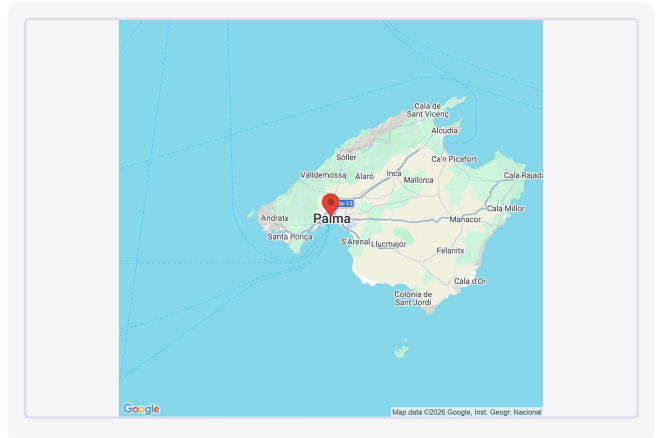 Cala de
Sant Vicenç
Alcúdia
Sóller
Ca'n Picafort
Valldemossa
Alaró
Inca
Mallorca
Cala Rajada
Ma-13
Andratx
Palma
Cala Millor
Manacor
Santa Ponça
S'Arenal
Llucmajor
Felanitx
Cala d'Or
Colònia de
Sant Jordi
Google
Map data ©2026 Google, Inst. Geogr. Nacional